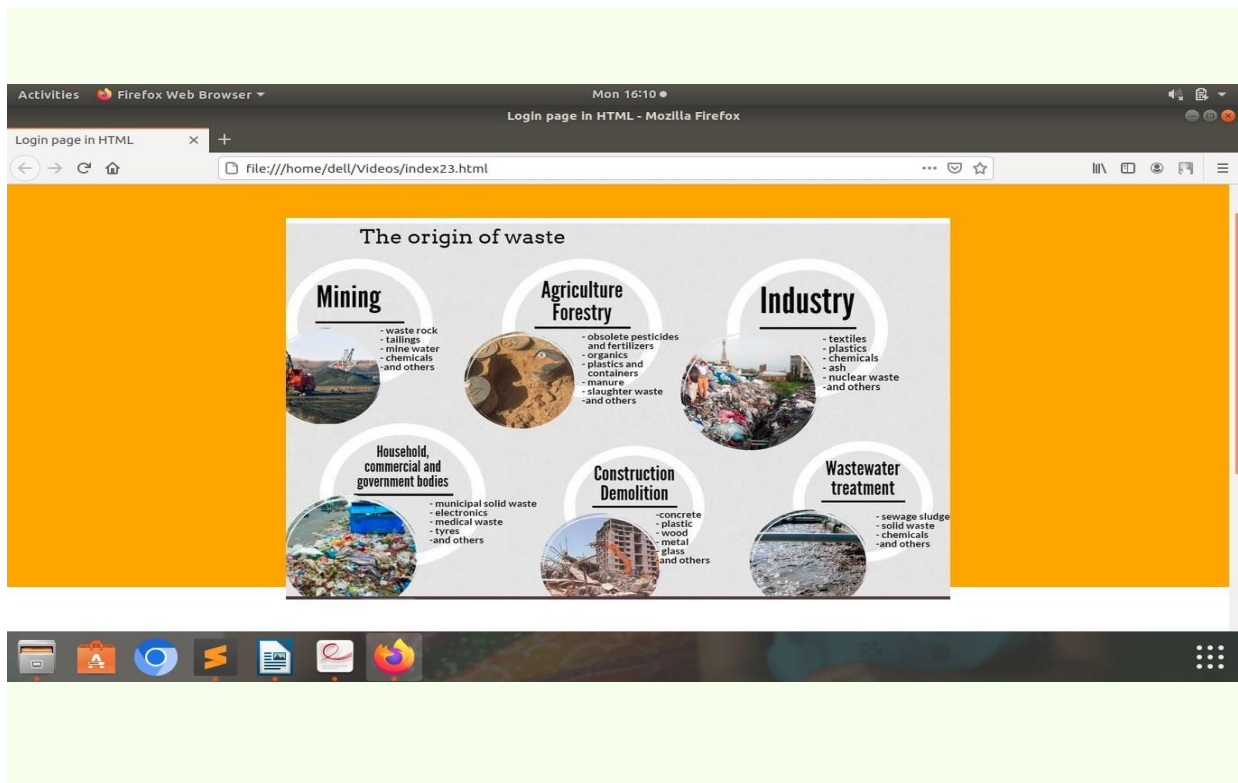 Activities Firefox Web Browser Mon 16:10
Login page in HTML - Mozilla Firefox
Login page in HTML
file:///home/dell/Videos/index23.html
The origin of waste
Mining
- waste rock
- tailings
- mine water
- chemicals
-and others
Agriculture
Forestry
- obsolete pesticides
and fertilizers
- organics
- plastics and
containers
- manure
- slaughter waste
-and others
Industry
- textiles
- plastics
- chemicals
- ash
- nuclear waste
-and others
Household,
commercial and
government bodies
- municipal solid waste
- electronics
- medical waste
- tyres
-and others
Construction
Demolition
-concrete
- plastic
- wood
- metal
- glass
-and others
Wastewater
treatment
- sewage sludge
- solid waste
- chemicals
-and others